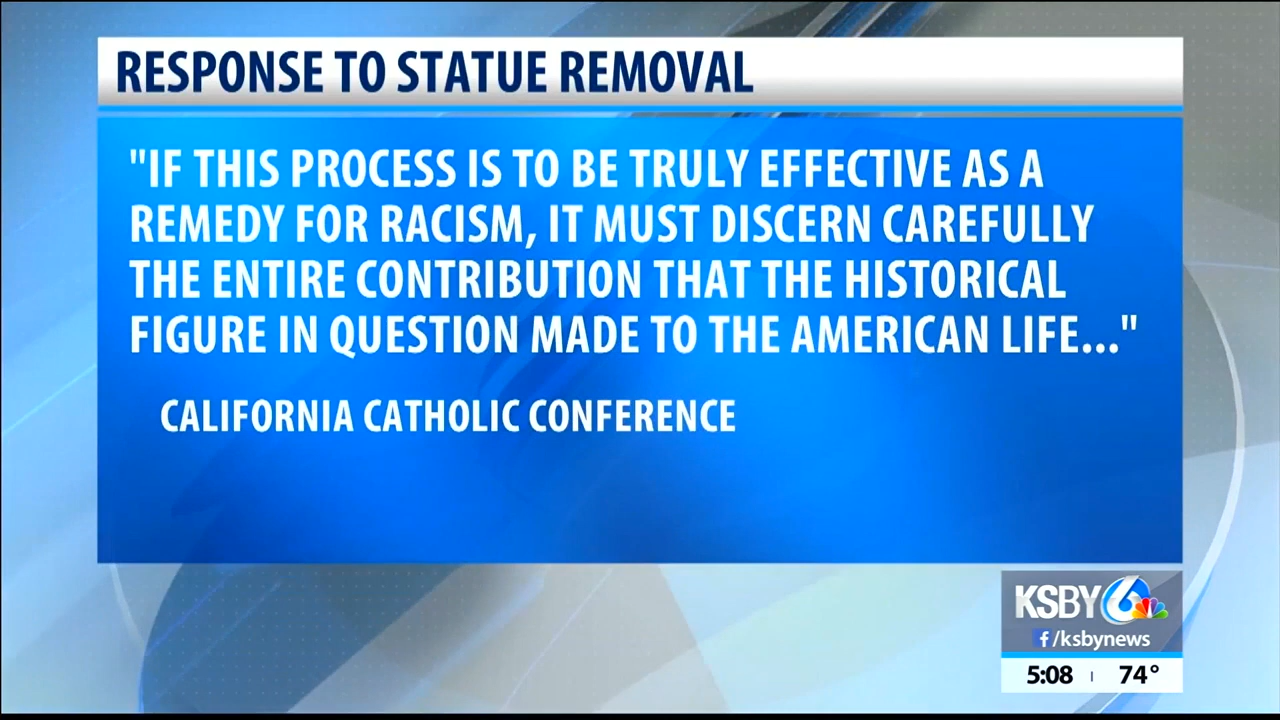 RESPONSE TO STATUE REMOVAL
"IF THIS PROCESS IS TO BE TRULY EFFECTIVE AS A
REMEDY FOR RACISM, IT MUST DISCERN CAREFULLY
THE ENTIRE CONTRIBUTION THAT THE HISTORICAL
FIGURE IN QUESTION MADE TO THE AMERICAN LIFE..."
CALIFORNIA CATHOLIC CONFERENCE
KSBY 6
f/ksbynews
5:08 | 74°